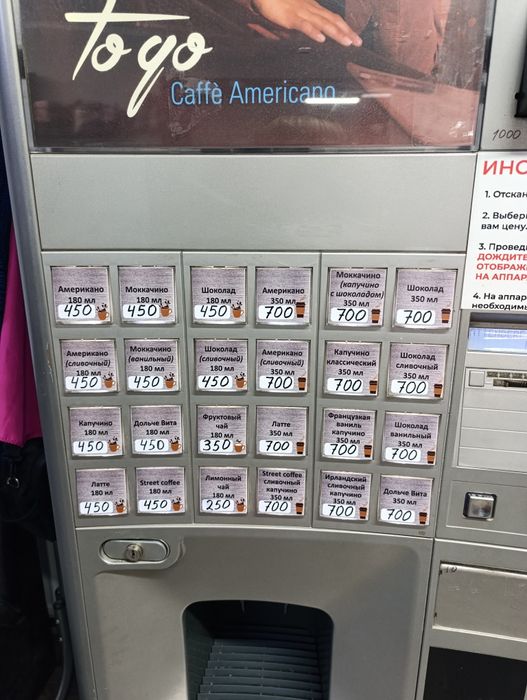 To go
Caffè Americano
1000
ИНС
1. Отскан
2. Выбер
вам цену.
3. Провед
ДОЖДИТЕ
ОТОБРАЖ
НА АППАР
4. На аппар
необходимы
Американо
180 мл
450
Моккачино
180 мл
450
Шоколад
180 мл
450
Американо
350 мл
700
Моккачино
(капучино
с шоколадом)
350 мл
700
Шоколад
350 мл
700
Американо
(сливочный)
180 мл
450
Моккачино
(ванильный)
180 мл
450
Шоколад
(сливочный)
180 мл
450
Американо
(сливочный)
350 мл
700
Капучино
классический
350 мл
700
Шоколад
сливочный
350 мл
700
Капучино
180 мл
450
Дольче Вита
180 мл
450
Фруктовый
чай
180 мл
350
Латте
350 мл
700
Французкая
ваниль
капучино
350 мл
700
Шоколад
ванильный
350 мл
700
Латте
180 мл
450
Street coffee
180 мл
450
Лимонный
чай
180 мл
250
Street coffee
сливочный
капучино
350 мл
700
Ирландский
сливочный
капучино
350 мл
700
Дольче Вита
350 мл
700